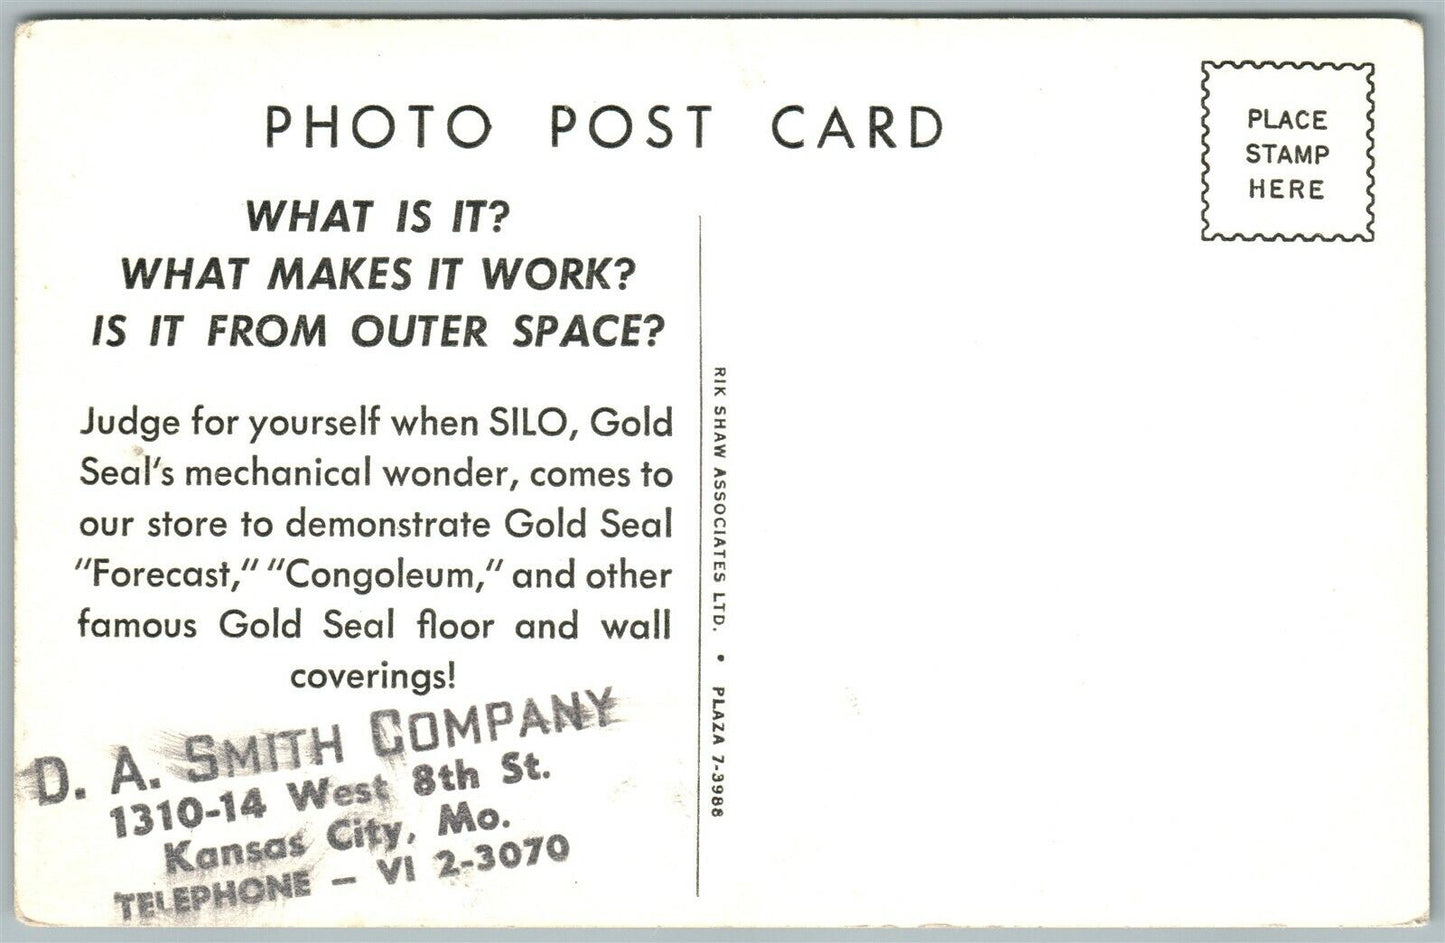 PHOTO POST CARD
PLACE
STAMP
HERE
WHAT IS IT?
WHAT MAKES IT WORK?
IS IT FROM OUTER SPACE?
Judge for yourself when SILO, Gold
Seal's mechanical wonder, comes to
our store to demonstrate Gold Seal
"Forecast," "Congoleum," and other
famous Gold Seal floor and wall
coverings!
D. A. SMITH COMPANY
1310-14 West 8th St.
Kansas City, Mo.
TELEPHONE – VI 2-3070
RIK SHAW ASSOCIATES LTD. • PLAZA 7-3988